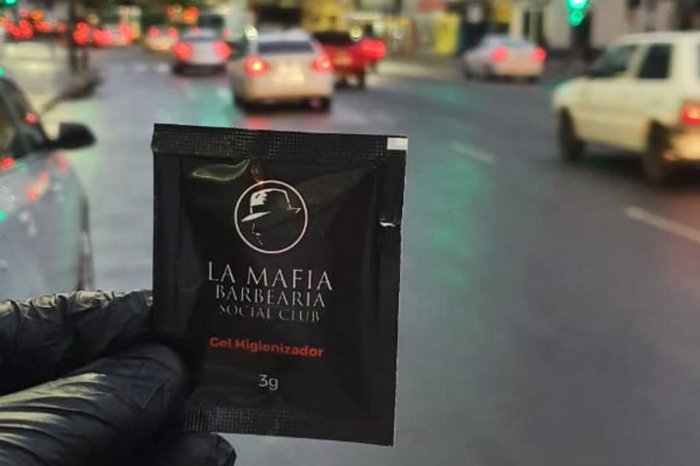 LA MAFIA
BARBEARIA
SOCIAL CLUB
Gel Higienizador
3g